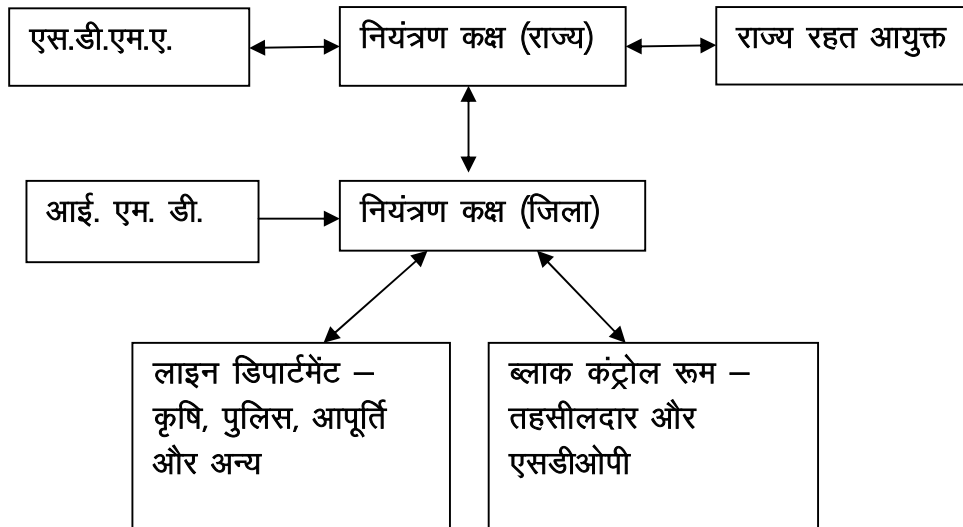 एस.डी.एम.ए.
नियंत्रण कक्ष (राज्य)
राज्य रहत आयुक्त
आई. एम. डी.
नियंत्रण कक्ष (जिला)
लाइन डिपार्टमेंट –
कृषि, पुलिस, आपूर्ति
और अन्य
ब्लाक कंट्रोल रूम –
तहसीलदार और
एसडीओपी